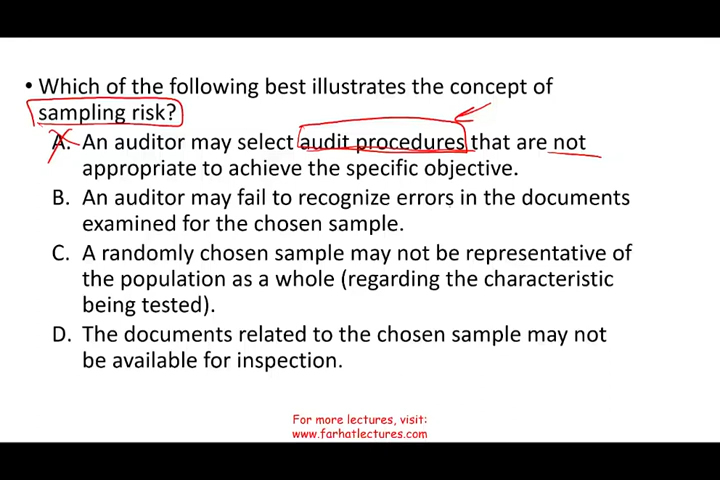 • Which of the following best illustrates the concept of
sampling risk?
A. An auditor may select audit procedures that are not
appropriate to achieve the specific objective.
B. An auditor may fail to recognize errors in the documents
examined for the chosen sample.
C. A randomly chosen sample may not be representative of
the population as a whole (regarding the characteristic
being tested).
D. The documents related to the chosen sample may not
be available for inspection.
For more lectures, visit:
www.farhatlectures.com